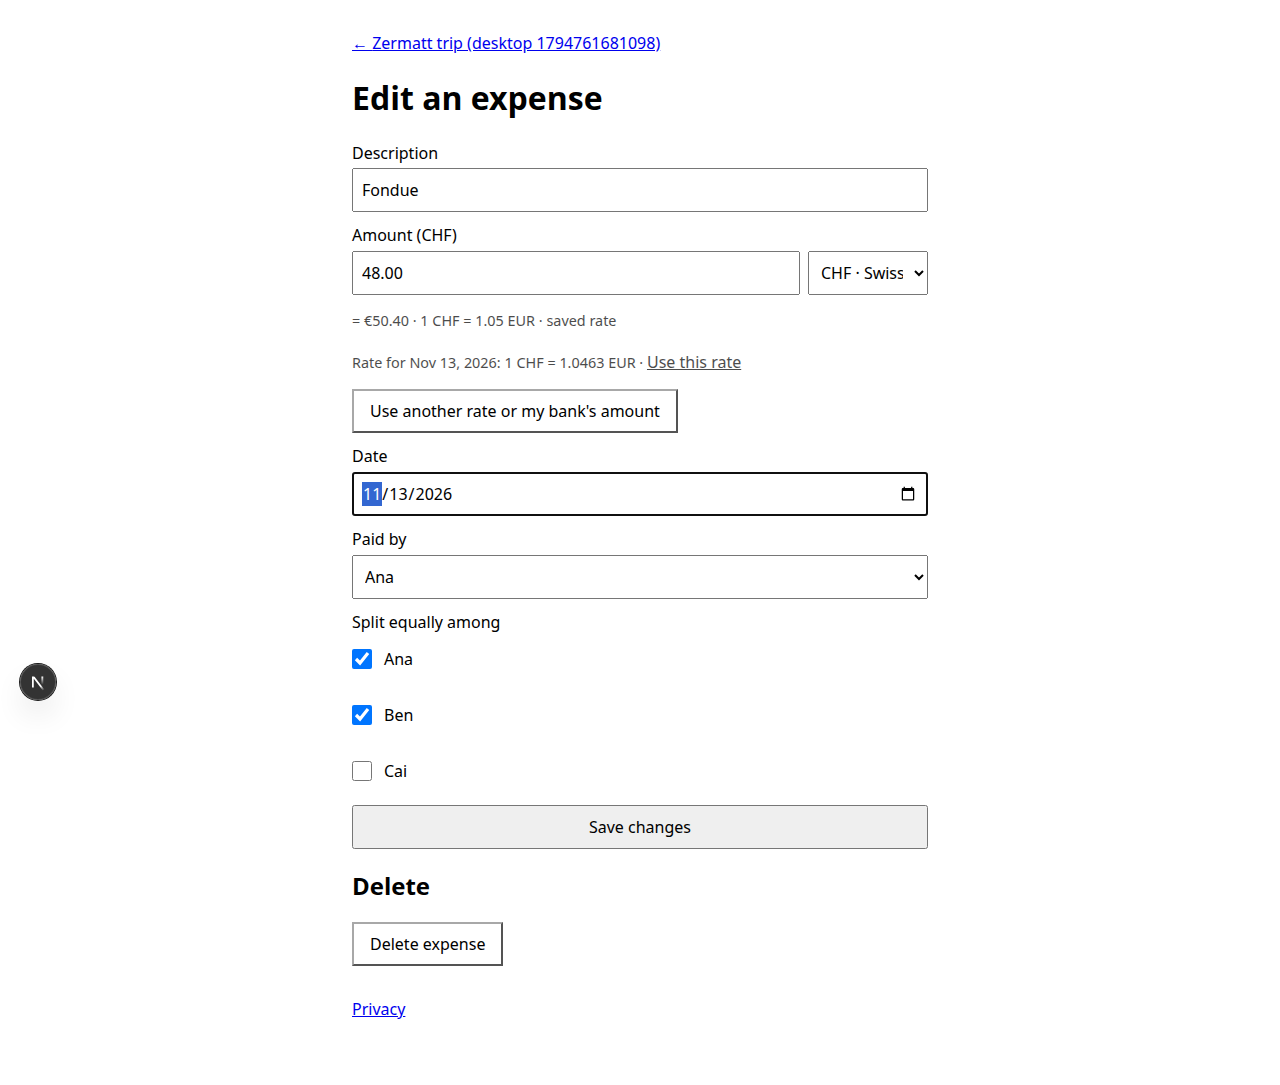 ← Zermatt trip (desktop 1794761681098)
Edit an expense
Description
Fondue
Amount (CHF)
48.00
CHF · Swiss
= €50.40 · 1 CHF = 1.05 EUR · saved rate
Rate for Nov 13, 2026: 1 CHF = 1.0463 EUR · Use this rate
Use another rate or my bank's amount
Date
11/13/2026
Paid by
Ana
Split equally among
Ana
N
Ben
Cai
Save changes
Delete
Delete expense
Privacy